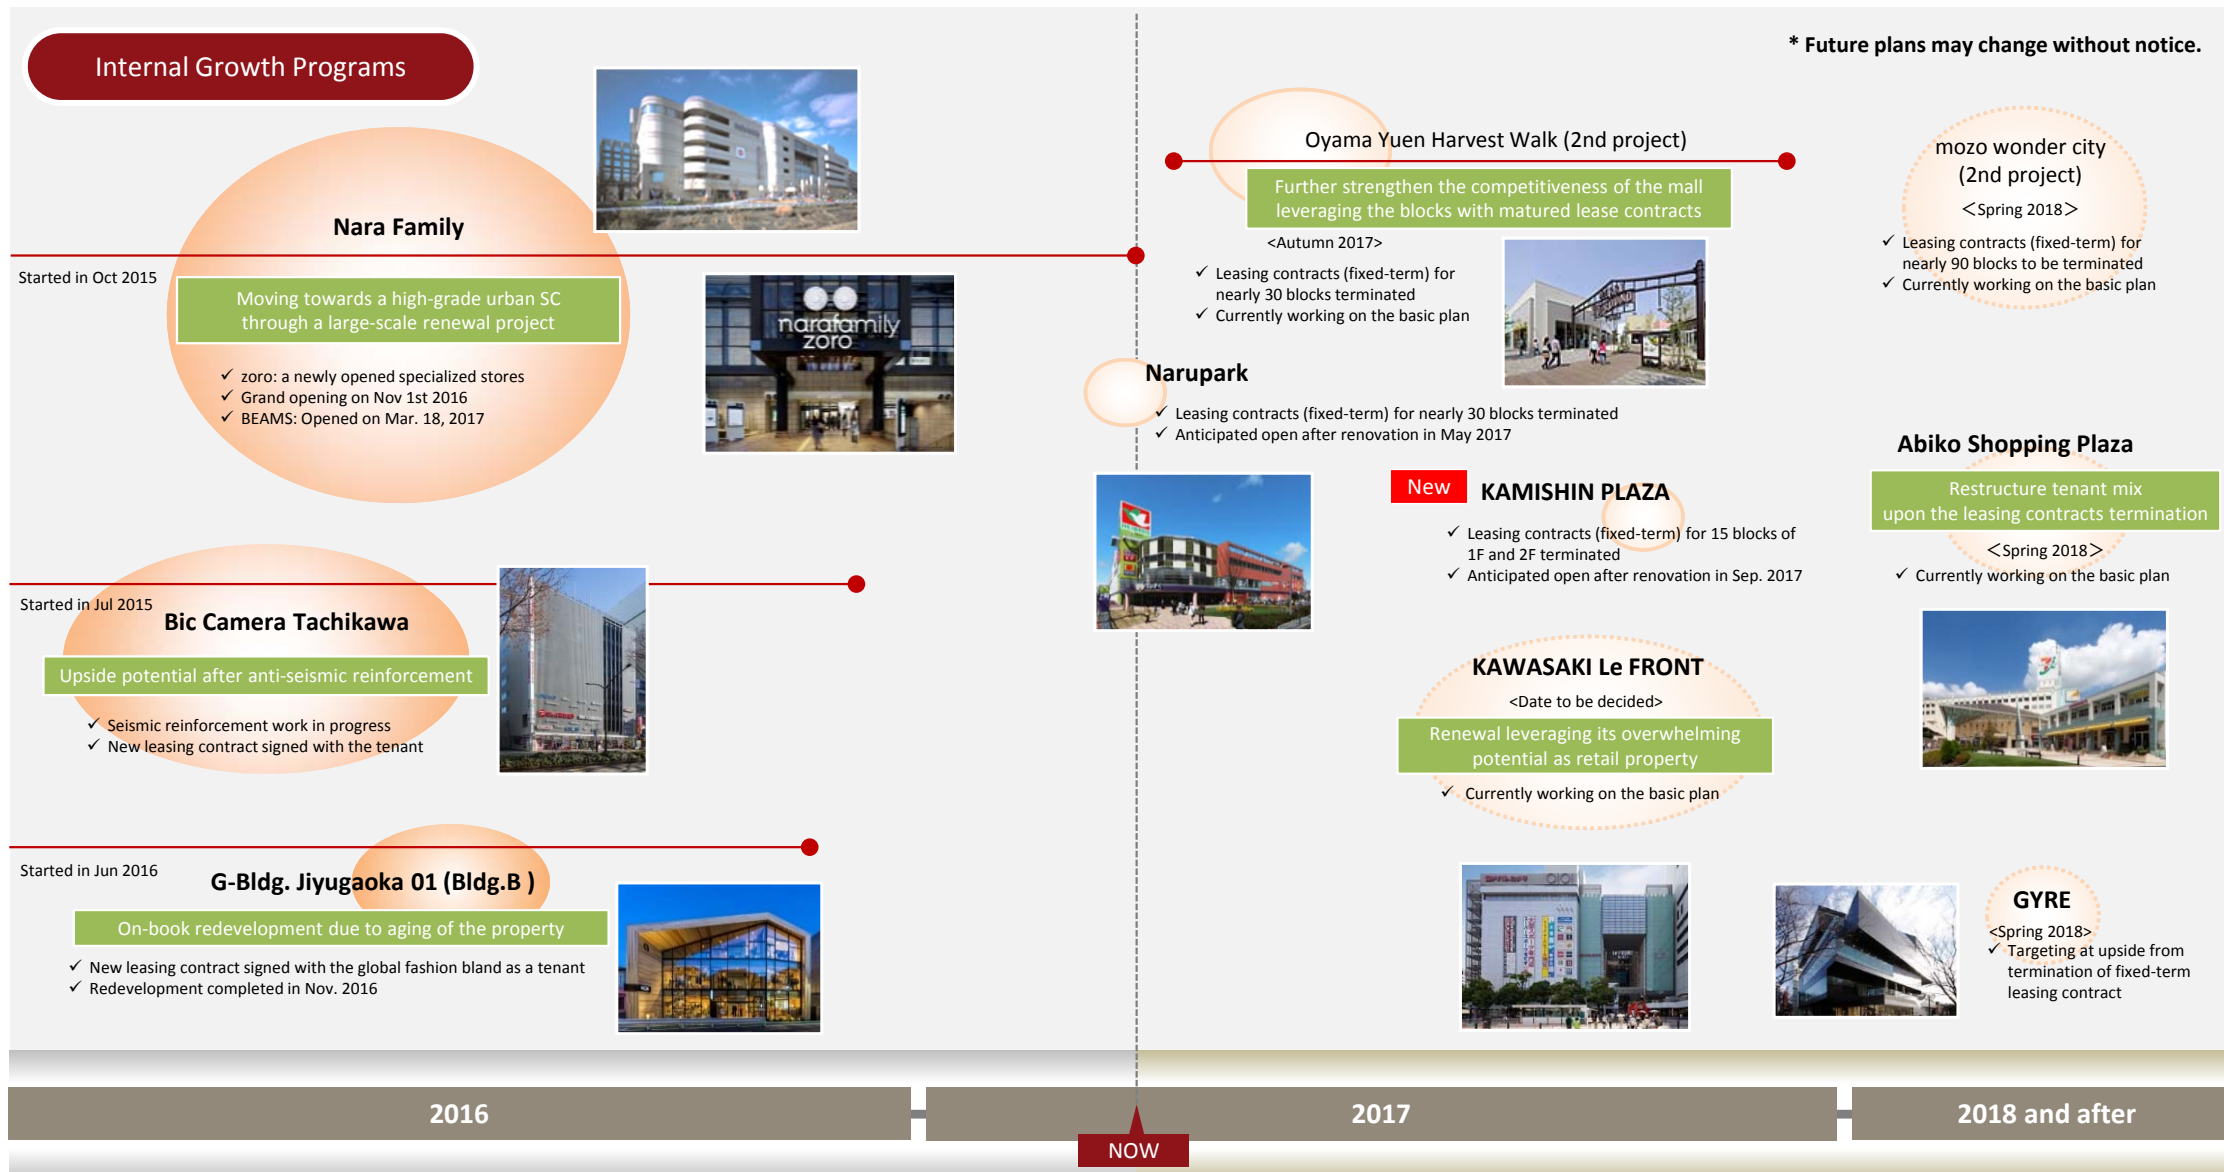 Internal Growth Programs
* Future plans may change without notice.
Nara Family
Started in Oct 2015
Moving towards a high-grade urban SC
through a large-scale renewal project
✓ zoro: a newly opened specialized stores
✓ Grand opening on Nov 1st 2016
✓ BEAMS: Opened on Mar. 18, 2017
narafamily
zoro
Started in Jul 2015
Bic Camera Tachikawa
Upside potential after anti-seismic reinforcement
✓ Seismic reinforcement work in progress
✓ New leasing contract signed with the tenant
Started in Jun 2016
G-Bldg. Jiyugaoka 01 (Bldg.B )
On-book redevelopment due to aging of the property
✓ New leasing contract signed with the global fashion bland as a tenant
✓ Redevelopment completed in Nov. 2016
Oyama Yuen Harvest Walk (2nd project)
Further strengthen the competitiveness of the mall
leveraging the blocks with matured lease contracts
<Autumn 2017>
✓ Leasing contracts (fixed-term) for
nearly 30 blocks terminated
✓ Currently working on the basic plan
Narupark
✓ Leasing contracts (fixed-term) for nearly 30 blocks terminated
✓ Anticipated open after renovation in May 2017
New
KAMISHIN PLAZA
✓ Leasing contracts (fixed-term) for 15 blocks of
1F and 2F terminated
✓ Anticipated open after renovation in Sep. 2017
KAWASAKI Le FRONT
<Date to be decided>
Renewal leveraging its overwhelming
potential as retail property
✓ Currently working on the basic plan
OIOI
mozo wonder city
(2nd project)
＜Spring 2018＞
✓ Leasing contracts (fixed-term) for
nearly 90 blocks to be terminated
✓ Currently working on the basic plan
Abiko Shopping Plaza
Restructure tenant mix
upon the leasing contracts termination
＜Spring 2018＞
✓ Currently working on the basic plan
GYRE
<Spring 2018>
✓ Targeting at upside from
termination of fixed-term
leasing contract
2016
2017
2018 and after
NOW